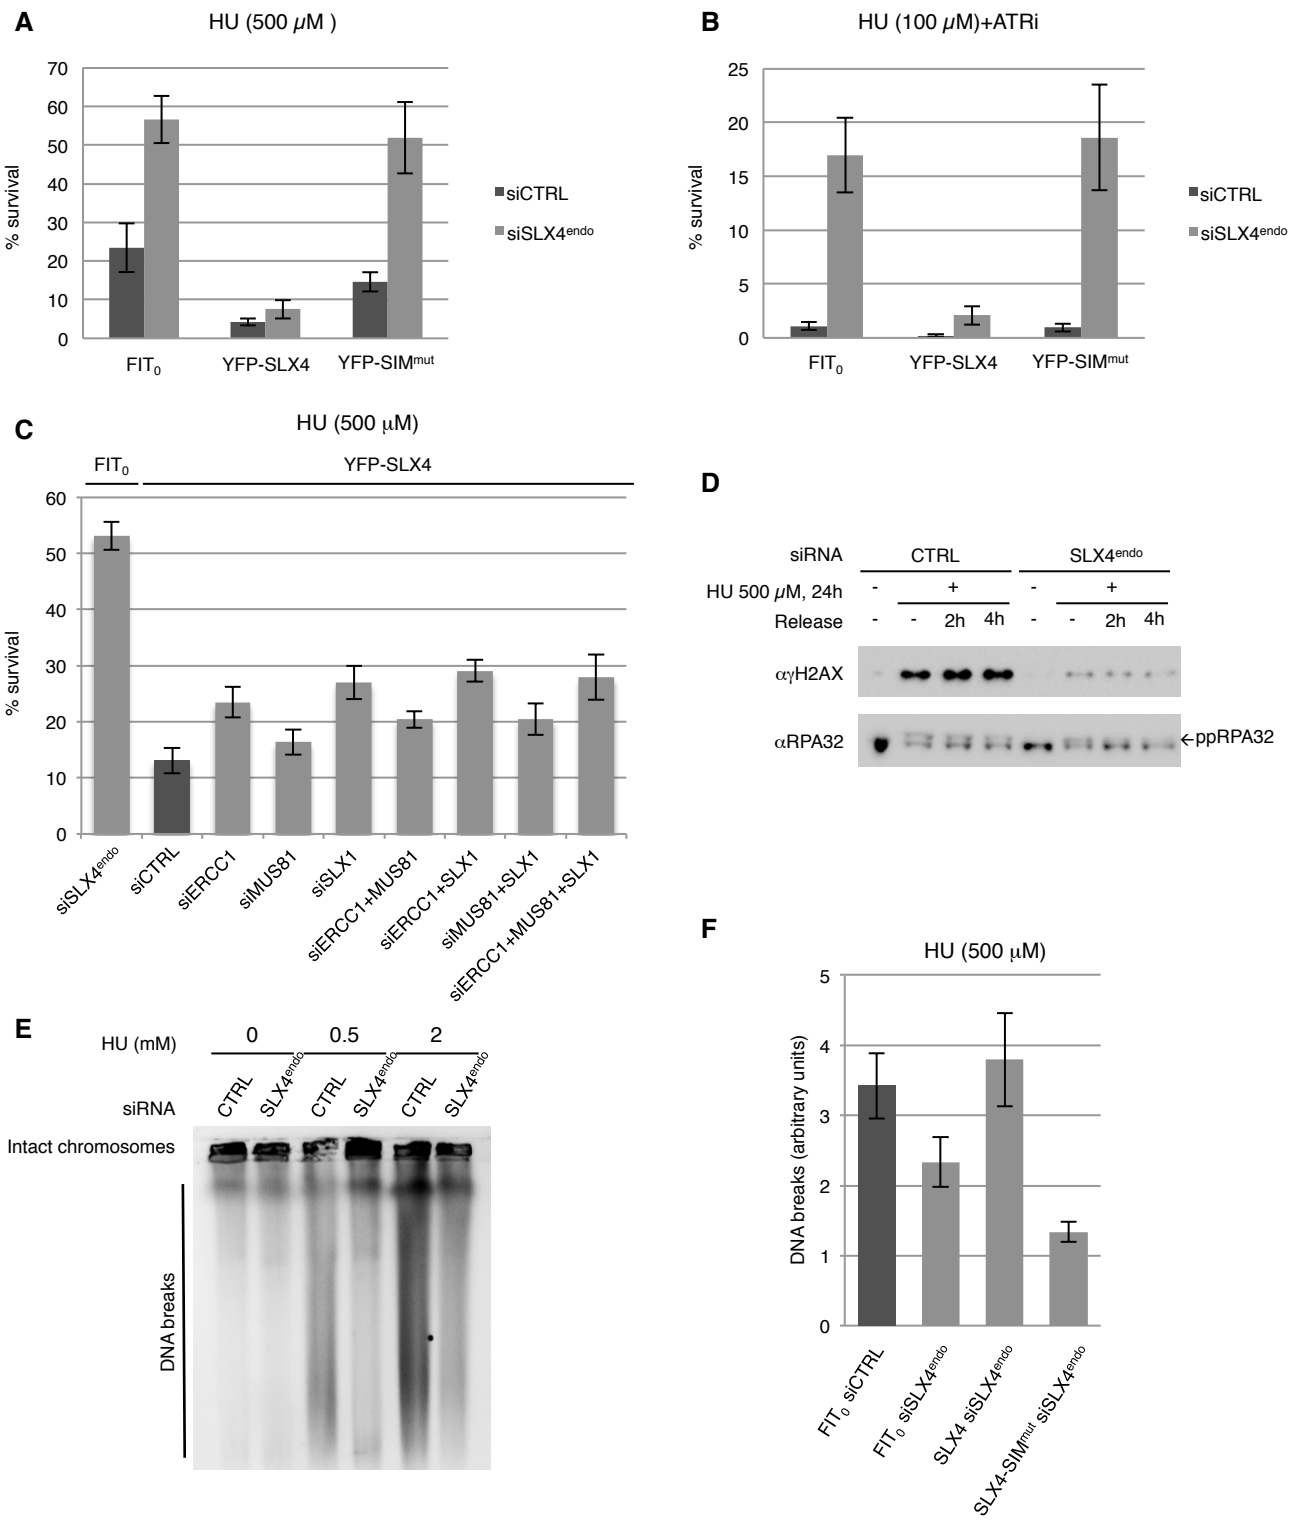 A
HU (500 µM )
70
60
50
40
30
20
10
0
% survival
FIT0
YFP-SLX4
YFP-SIMmut
siCTRL
siSLX4endo
B
HU (100 µM)+ATRi
25
20
15
10
5
0
% survival
FIT0
YFP-SLX4
YFP-SIMmut
siCTRL
siSLX4endo
C
HU (500 µM)
FIT0
YFP-SLX4
60
50
40
30
20
10
0
% survival
siSLX4endo
siCTRL
siERCC1
siMUS81
siSLX1
siERCC1+MUS81
siERCC1+SLX1
siMUS81+SLX1
siERCC1+MUS81+SLX1
D
siRNA CTRL SLX4endo
HU 500 µM, 24h - + - +
Release - - 2h 4h - - 2h 4h
αγH2AX
αRPA32
←ppRPA32
E
HU (mM) 0 0.5 2
siRNA CTRL SLX4endo CTRL SLX4endo CTRL SLX4endo
Intact chromosomes
DNA breaks
F
HU (500 µM)
5
4
3
2
1
0
DNA breaks (arbitrary units)
FIT0 siCTRL
FIT0 siSLX4endo
SLX4 siSLX4endo
SLX4-SIMmut siSLX4endo